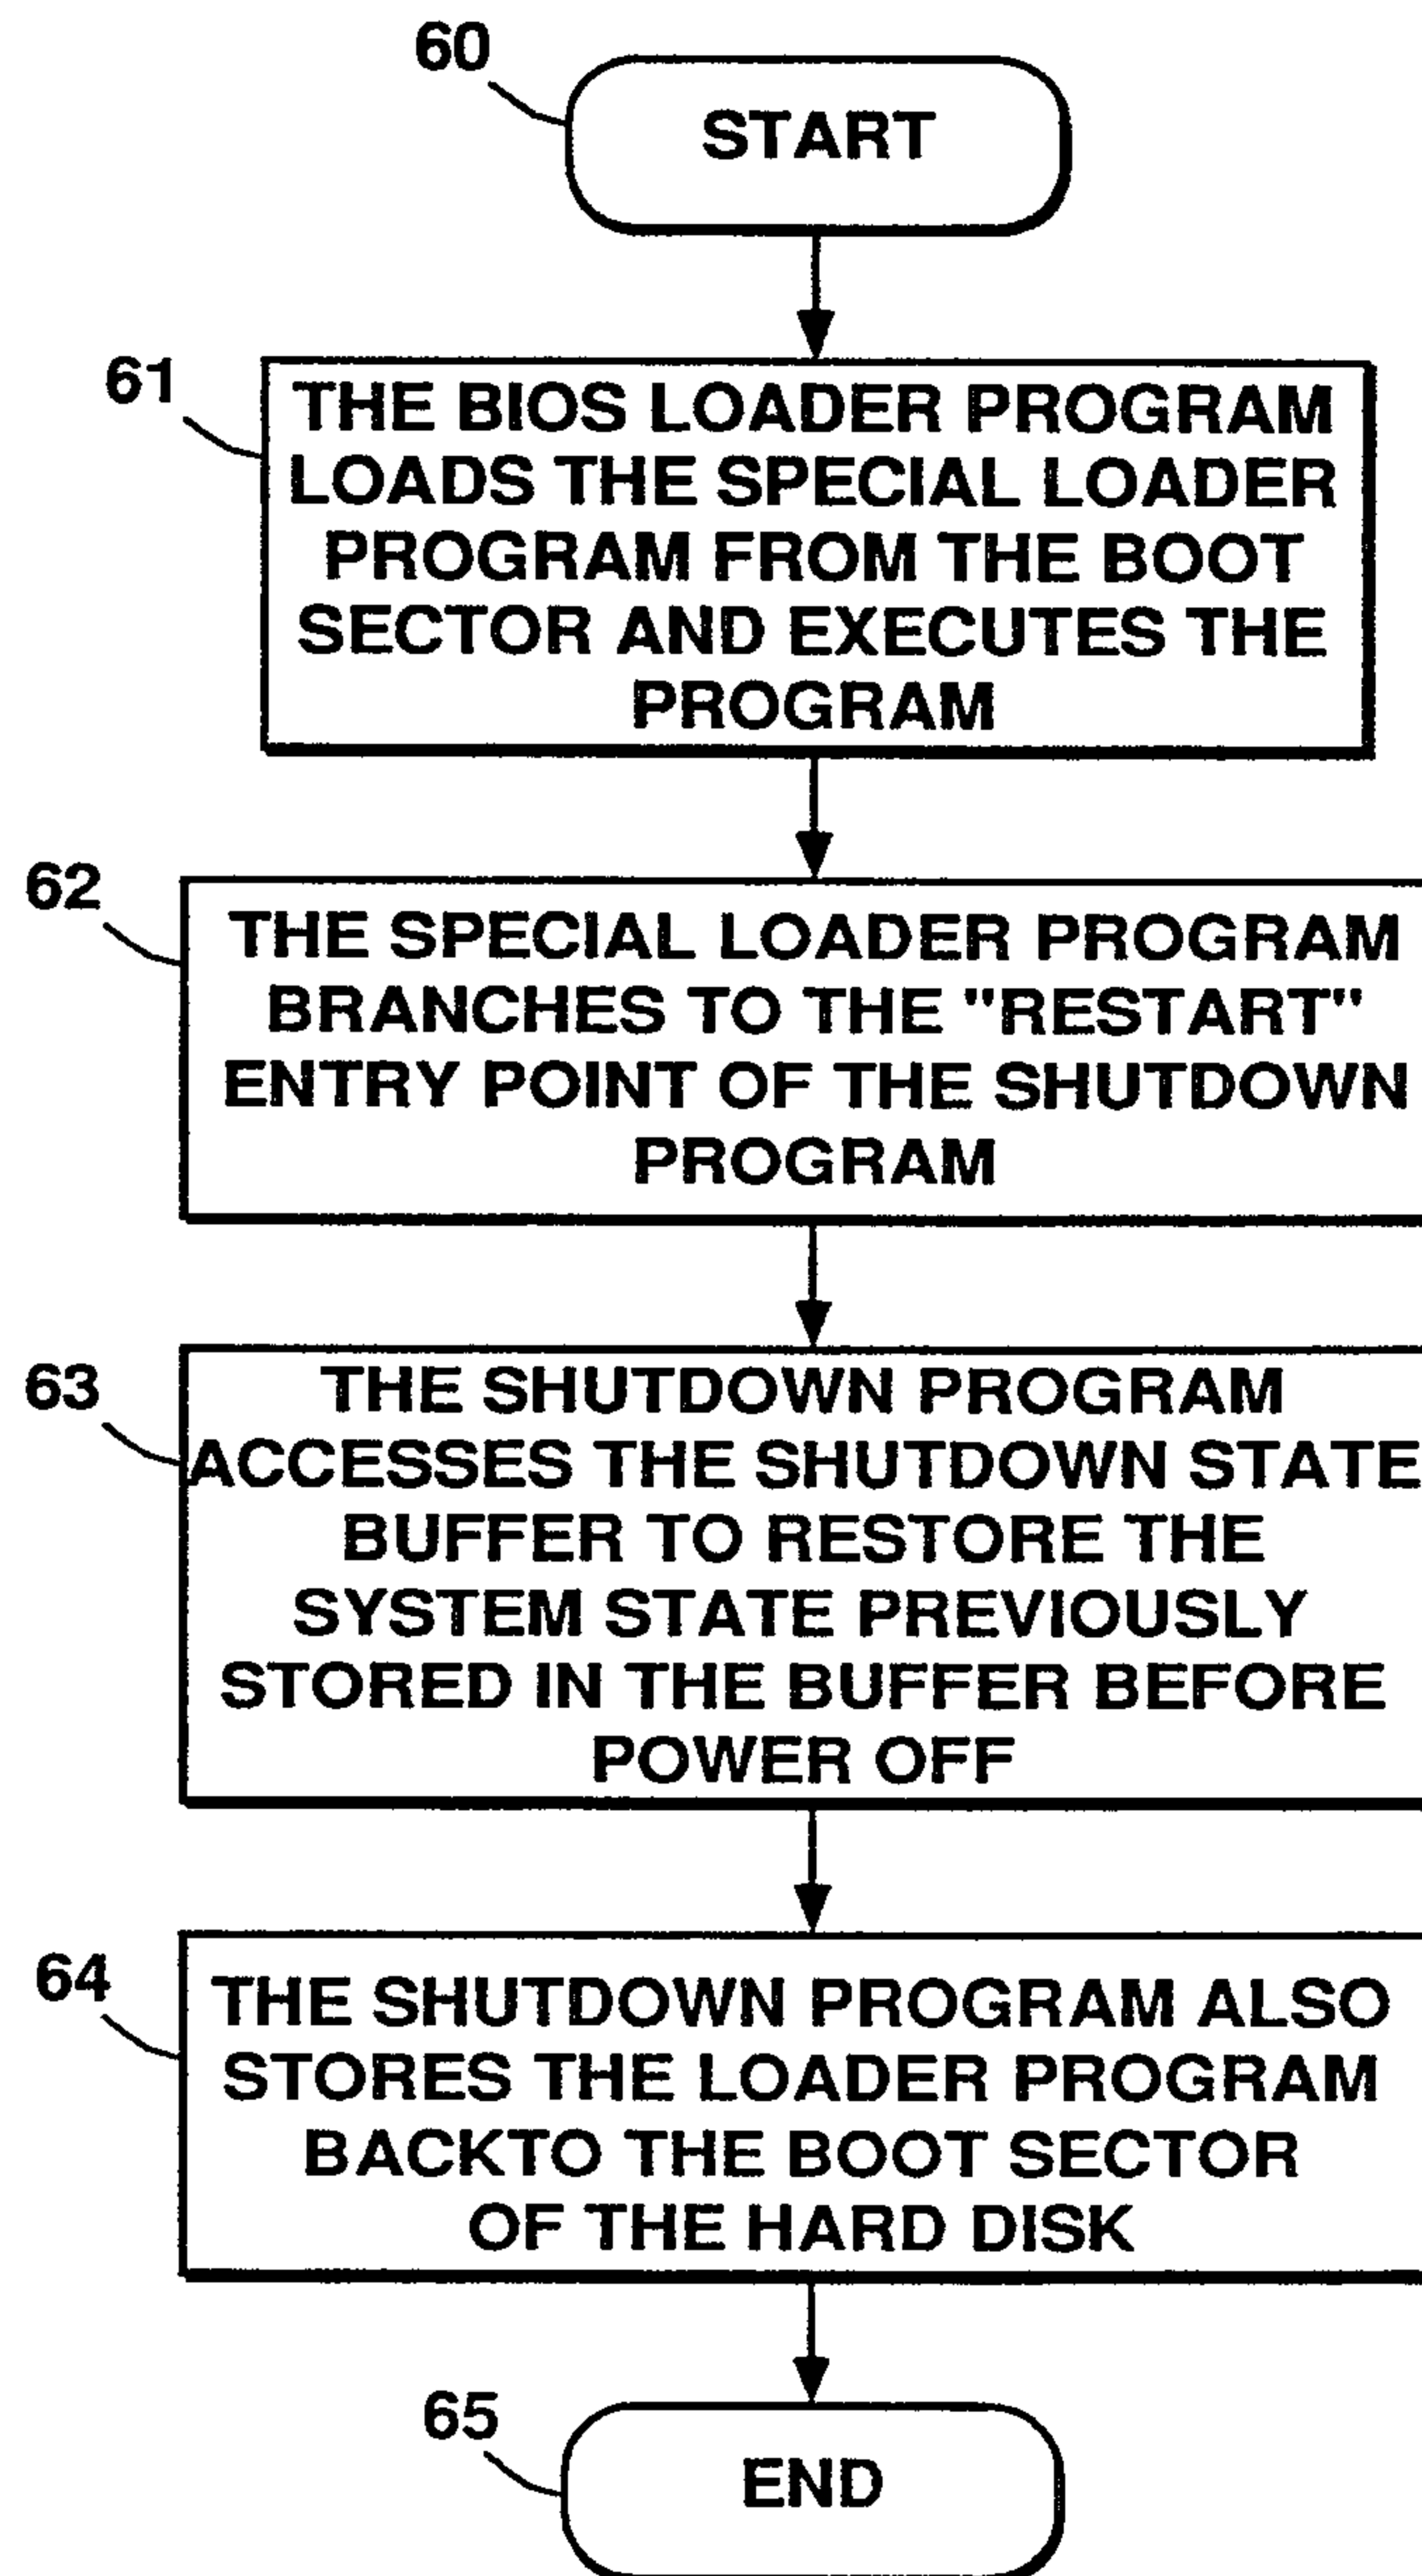 60
START
61
THE BIOS LOADER PROGRAM
LOADS THE SPECIAL LOADER
PROGRAM FROM THE BOOT
SECTOR AND EXECUTES THE
PROGRAM
62
THE SPECIAL LOADER PROGRAM
BRANCHES TO THE "RESTART"
ENTRY POINT OF THE SHUTDOWN
PROGRAM
63
THE SHUTDOWN PROGRAM
ACCESSES THE SHUTDOWN STATE
BUFFER TO RESTORE THE
SYSTEM STATE PREVIOUSLY
STORED IN THE BUFFER BEFORE
POWER OFF
64
THE SHUTDOWN PROGRAM ALSO
STORES THE LOADER PROGRAM
BACKTO THE BOOT SECTOR
OF THE HARD DISK
65
END